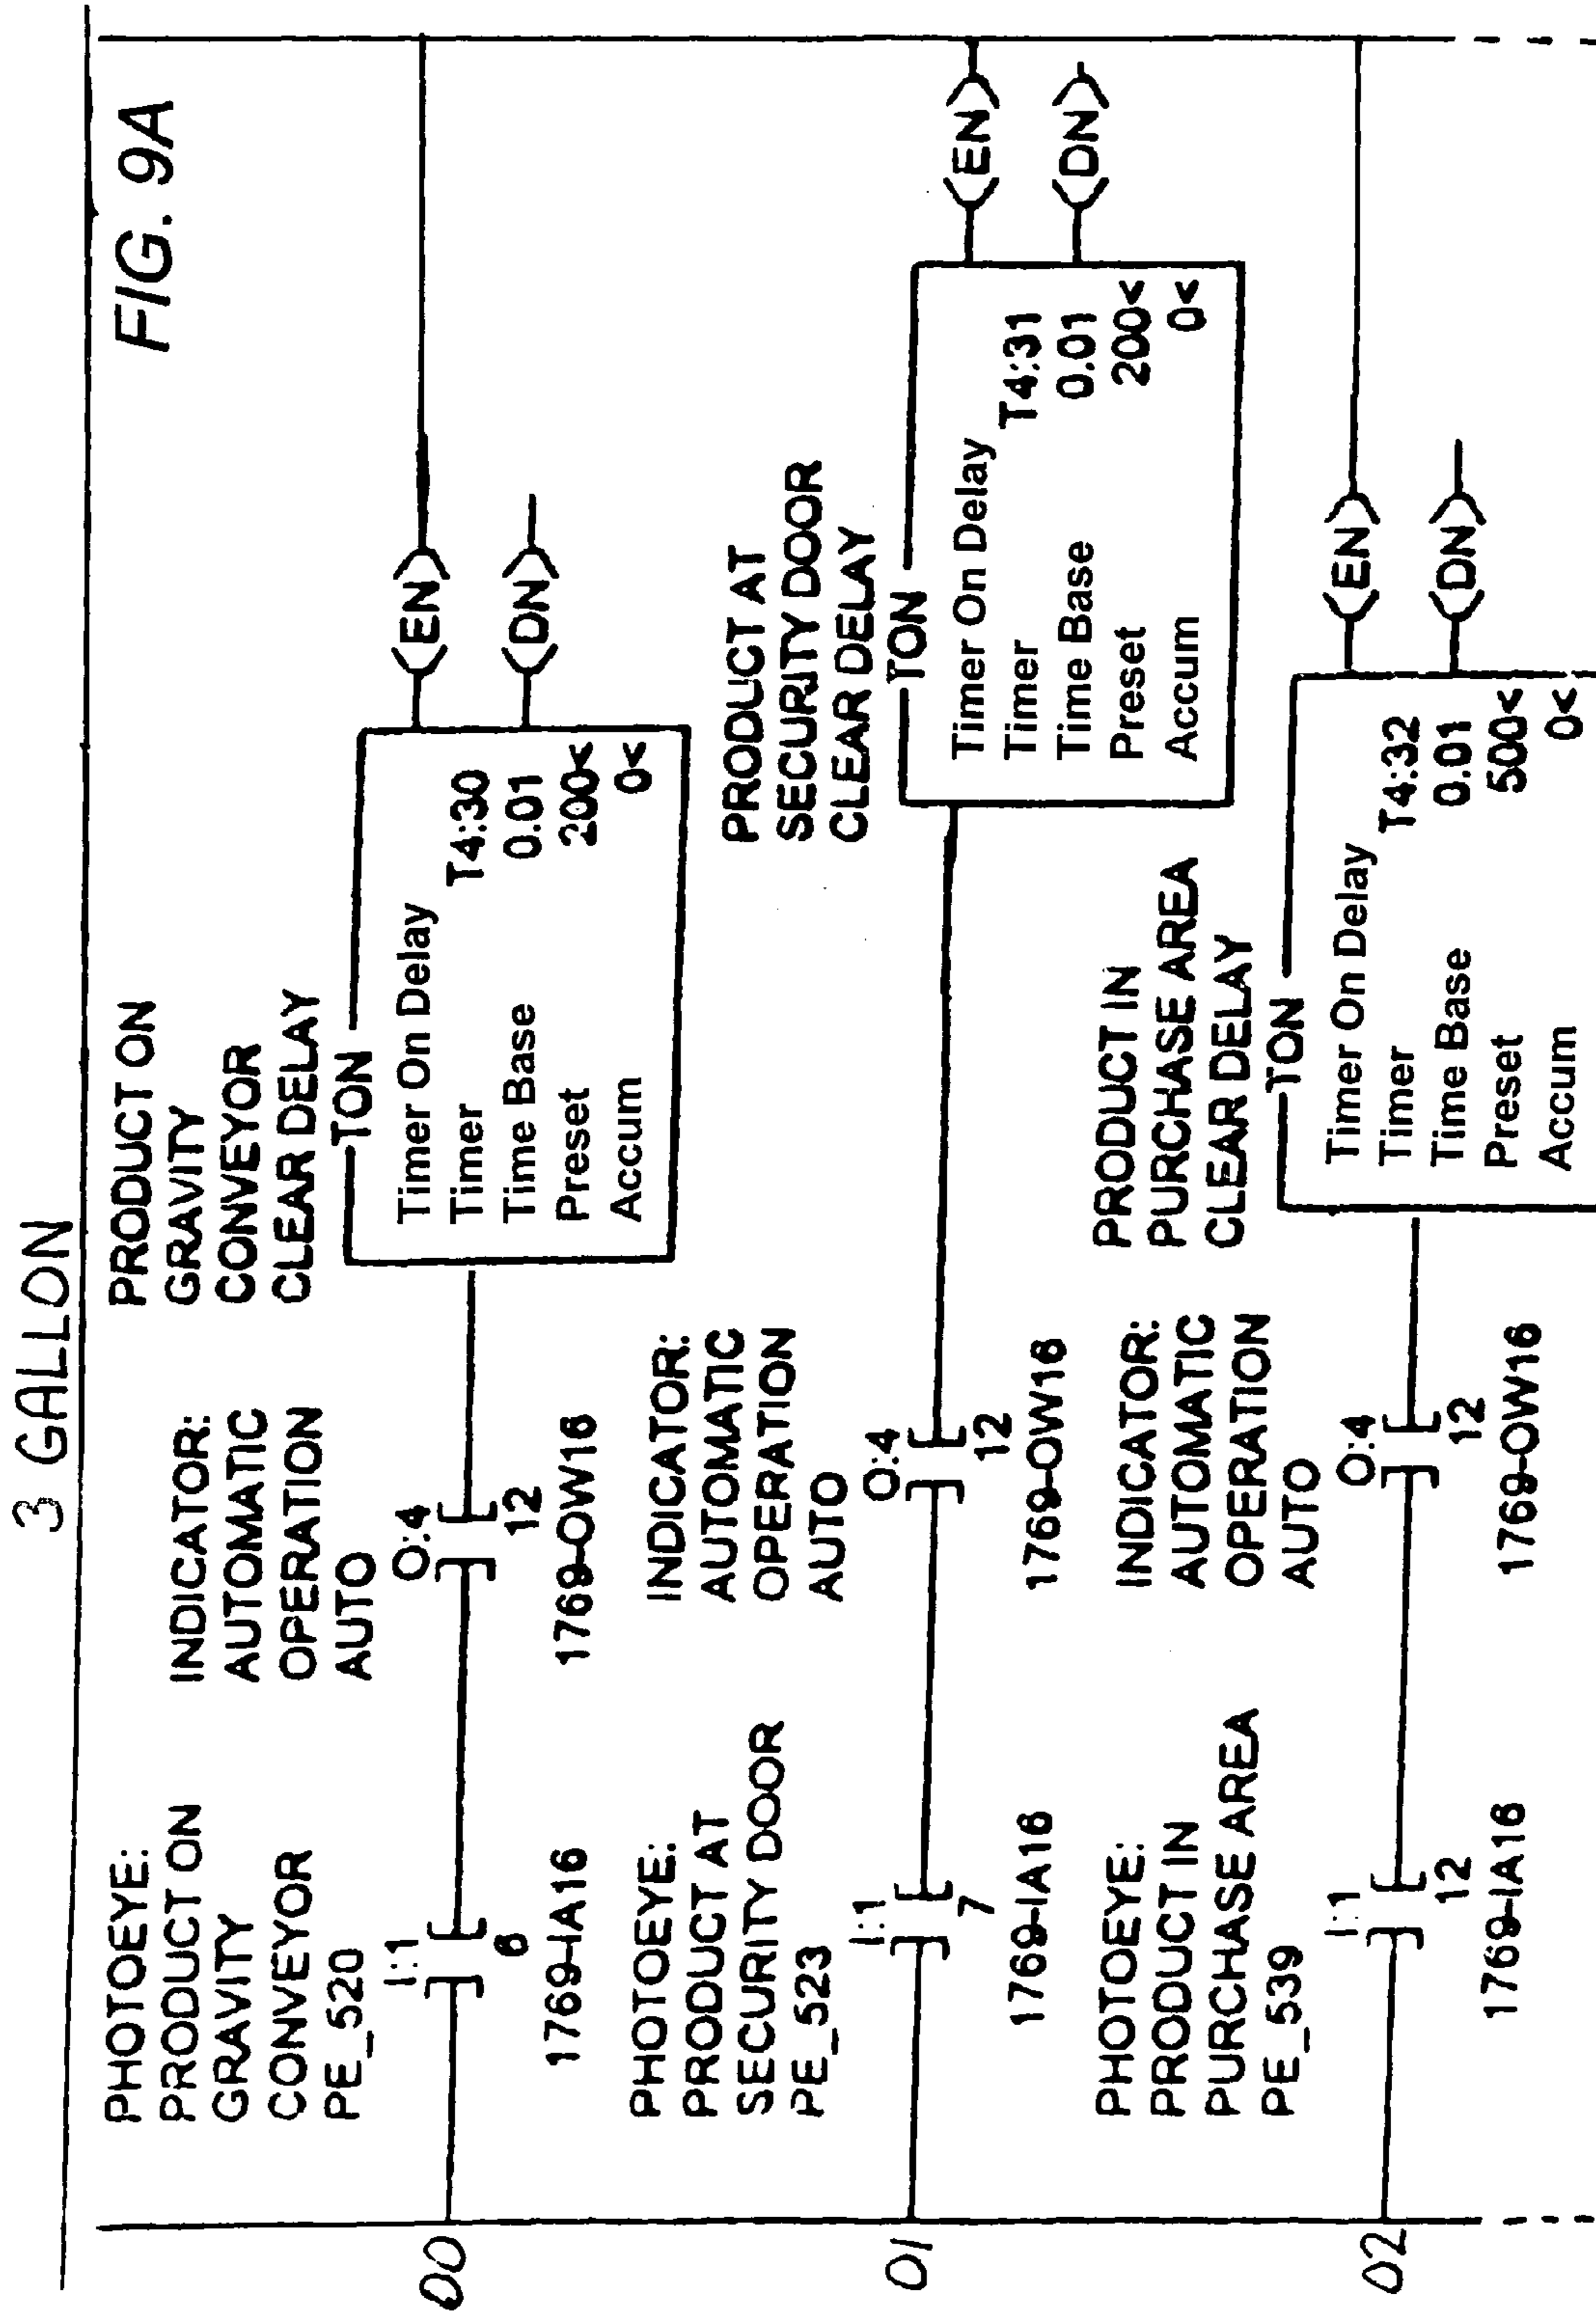 3 GALLON
FIG. 9A
00
PHOTOEYE:
PRODUCT ON
GRAVITY
CONVEYOR
PE_520
I:1
6
1769-IA16
INDICATOR:
AUTOMATIC
OPERATION
AUTO
O:4
12
1769-OW16
PRODUCT ON
GRAVITY
CONVEYOR
CLEAR DELAY
TON
Timer On Delay
Timer T4:30
Time Base 0.01
Preset 200<
Accum 0<
EN
DN
01
PHOTOEYE:
PRODUCT AT
SECURITY DOOR
PE_523
I:1
7
1769-IA16
INDICATOR:
AUTOMATIC
OPERATION
AUTO
O:4
12
1769-OW16
PRODUCT AT
SECURITY DOOR
CLEAR DELAY
TON
Timer On Delay
Timer T4:31
Time Base 0.01
Preset 200<
Accum 0<
EN
DN
02
PHOTOEYE:
PRODUCT IN
PURCHASE AREA
PE_539
I:1
12
1769-IA16
INDICATOR:
AUTOMATIC
OPERATION
AUTO
O:4
12
1769-OW16
PRODUCT IN
PURCHASE AREA
CLEAR DELAY
TON
Timer On Delay
Timer T4:32
Time Base 0.01
Preset 500<
Accum 0<
EN
DN